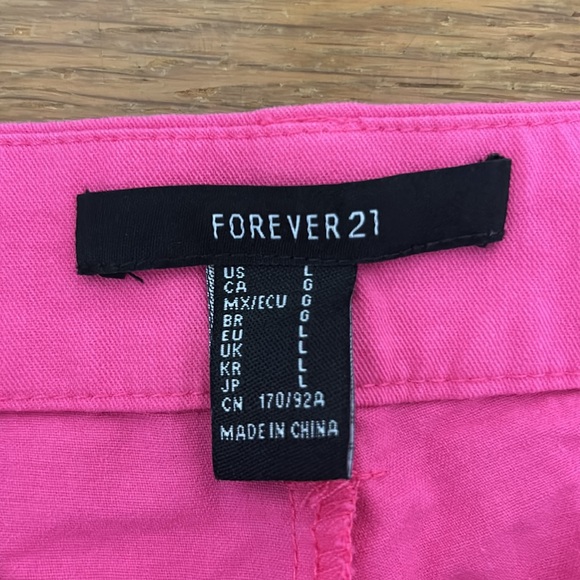 FOREVER 21
US L
CA G
MX/ECU G
BR G
EU L
UK L
KR L
JP L
CN 170/92A
MADE IN CHINA